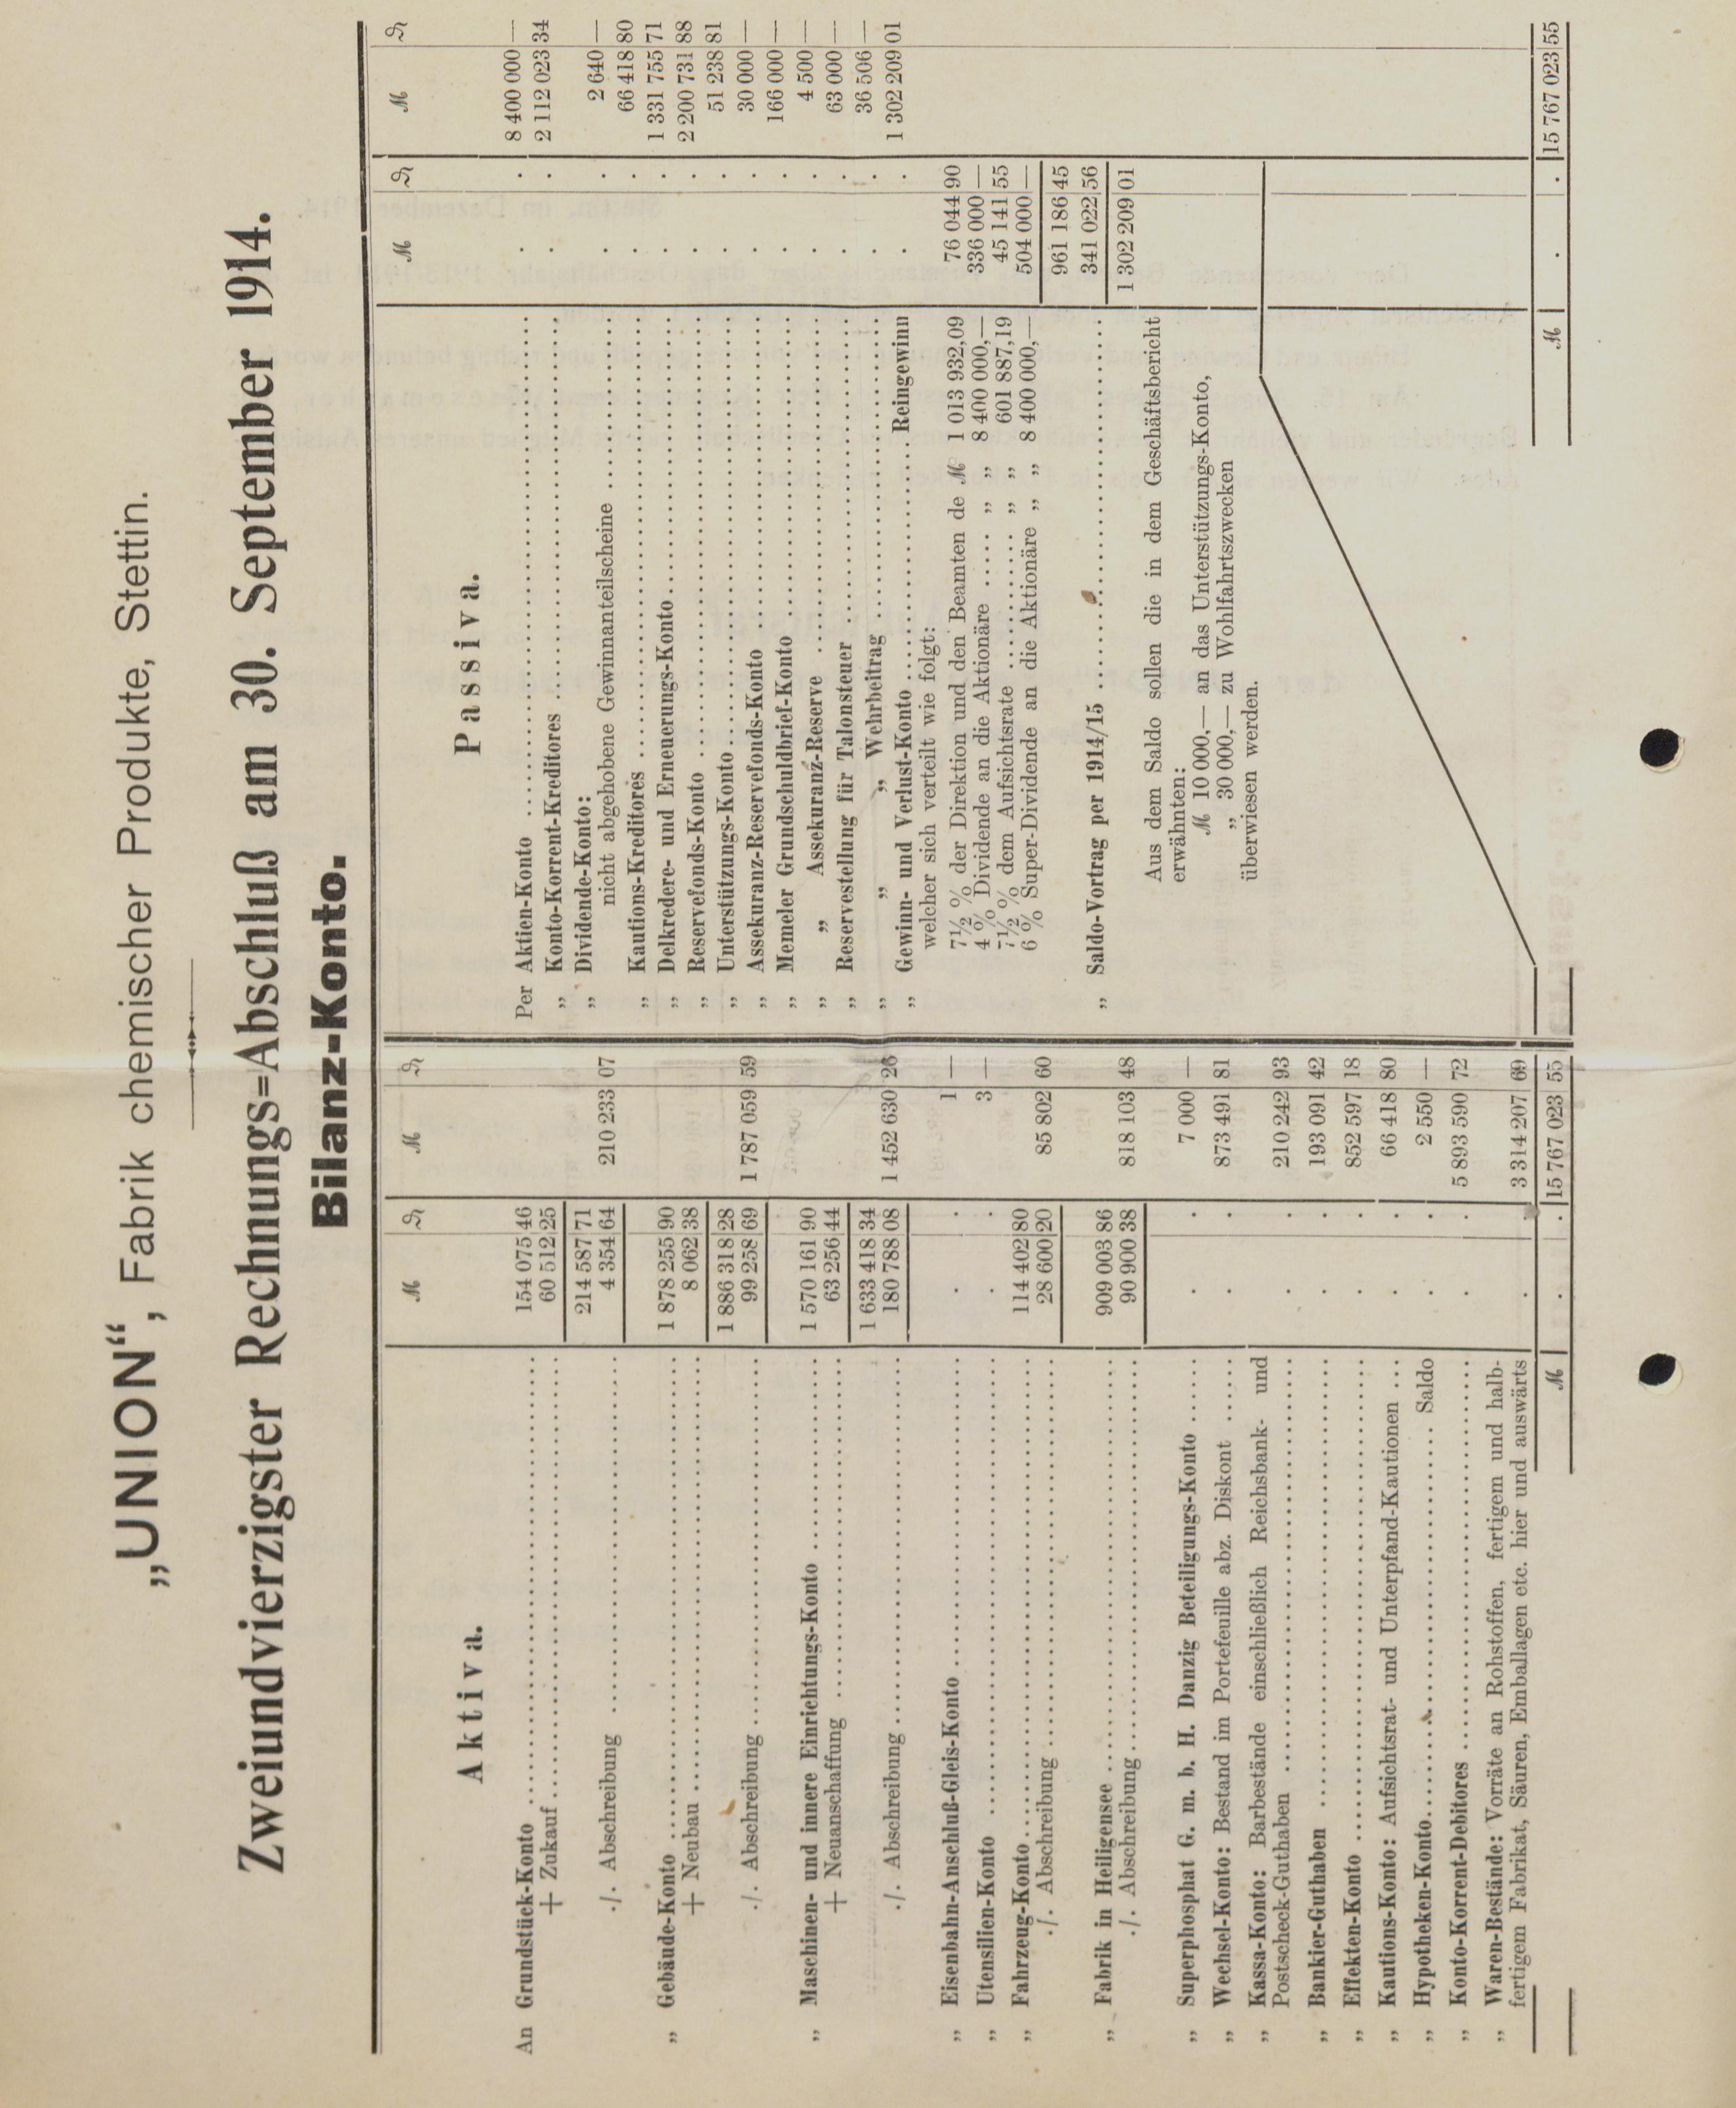 „UNION“, Fabrik chemischer Produkte, Stettin.
Zweiundvierzigster Rechnungs=Abschluß am 30. September 1914.
Bilanz-Konto.
Aktiva. ℳ ₰ ℳ ₰
An Grundstück-Konto 154 075 46
+ Zukauf 60 512 25
214 587 71
./. Abschreibung 4 354 64 210 233 07
„ Gebäude-Konto 1 878 255 90
+ Neubau 8 062 38
1 886 318 28
./. Abschreibung 99 258 69 1 787 059 59
„ Maschinen- und innere Einrichtungs-Konto 1 570 161 90
+ Neuanschaffung 63 256 44
1 633 418 34
./. Abschreibung 180 788 08 1 452 630 26
„ Eisenbahn-Anschluß-Gleis-Konto . . 1 —
„ Utensilien-Konto . . 3 —
„ Fahrzeug-Konto 114 402 80
./. Abschreibung 28 600 20 85 802 60
„ Fabrik in Heiligensee 909 003 86
./. Abschreibung 90 900 38 818 103 48
„ Superphosphat G. m. b. H. Danzig Beteiligungs-Konto . . 7 000 —
„ Wechsel-Konto: Bestand im Portefeuille abz. Diskont . . 873 491 81
„ Kassa-Konto: Barbestände einschließlich Reichsbank- und
Postscheck-Guthaben . . 210 242 93
„ Bankier-Guthaben . . 193 091 42
„ Effekten-Konto . . 852 597 18
„ Kautions-Konto: Aufsichtsrat- und Unterpfand-Kautionen . . 66 418 80
„ Hypotheken-Konto Saldo . . 2 550 —
„ Konto-Korrent-Debitores . . 5 893 590 72
„ Waren-Bestände: Vorräte an Rohstoffen, fertigem und halb-
fertigem Fabrikat, Säuren, Emballagen etc. hier und auswärts . . 3 314 207 69
ℳ . . 15 767 023 55
Passiva. ℳ ₰ ℳ ₰
Per Aktien-Konto . . 8 400 000 —
„ Konto-Korrent-Kreditores . . 2 112 023 34
„ Dividende-Konto:
nicht abgehobene Gewinnanteilscheine . . 2 640 —
„ Kautions-Kreditores . . 66 418 80
„ Delkredere- und Erneuerungs-Konto . . 1 331 755 71
„ Reservefonds-Konto . . 2 200 731 88
„ Unterstützungs-Konto . . 51 238 81
„ Assekuranz-Reservefonds-Konto . . 30 000 —
„ Memeler Grundschuldbrief-Konto . . 166 000 —
„ „ Assekuranz-Reserve . . 4 500 —
„ Reservestellung für Talonsteuer . . 63 000 —
„ „ „ Wehrbeitrag . . 36 506 —
„ Gewinn- und Verlust-Konto Reingewinn . . 1 302 209 01
welcher sich verteilt wie folgt:
7½ % der Direktion und den Beamten de ℳ 1 013 932,09 76 044 90
4 % Dividende an die Aktionäre „ „ 8 400 000,— 336 000 —
7½ % dem Aufsichtsrate „ „ 601 887,19 45 141 55
6 % Super-Dividende an die Aktionäre „ „ 8 400 000,— 504 000 —
961 186 45
„ Saldo-Vortrag per 1914/15 341 022 56
1 302 209 01
Aus dem Saldo sollen die in dem Geschäftsbericht
erwähnten:
ℳ 10 000,— an das Unterstützungs-Konto,
„ 30 000,— zu Wohlfahrtszwecken
überwiesen werden.
ℳ . . 15 767 023 55